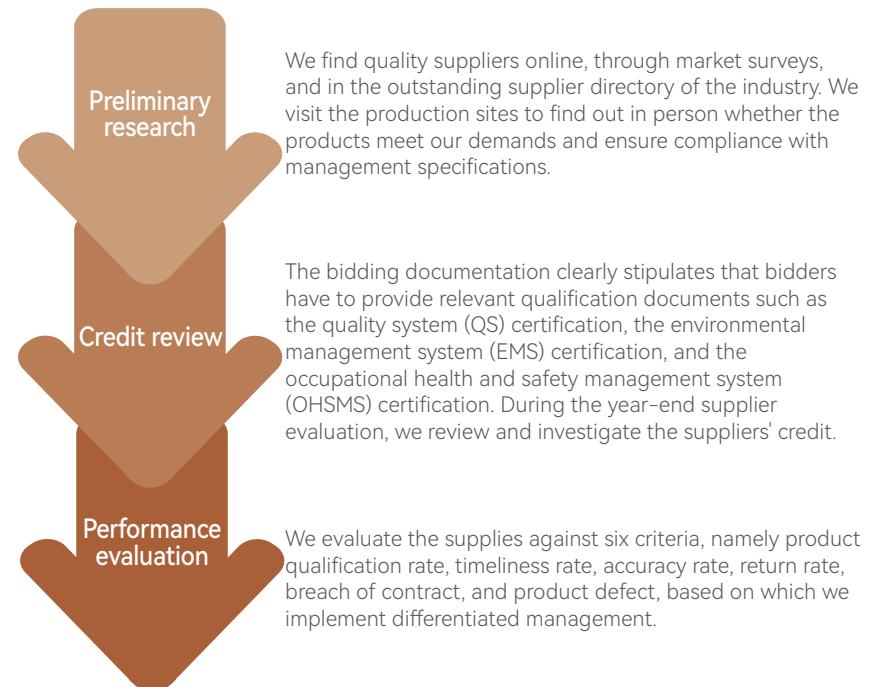 Preliminary
research
We find quality suppliers online, through market surveys,
and in the outstanding supplier directory of the industry. We
visit the production sites to find out in person whether the
products meet our demands and ensure compliance with
management specifications.
Credit review
The bidding documentation clearly stipulates that bidders
have to provide relevant qualification documents such as
the quality system (QS) certification, the environmental
management system (EMS) certification, and the
occupational health and safety management system
(OHSMS) certification. During the year-end supplier
evaluation, we review and investigate the suppliers' credit.
Performance
evaluation
We evaluate the supplies against six criteria, namely product
qualification rate, timeliness rate, accuracy rate, return rate,
breach of contract, and product defect, based on which we
implement differentiated management.